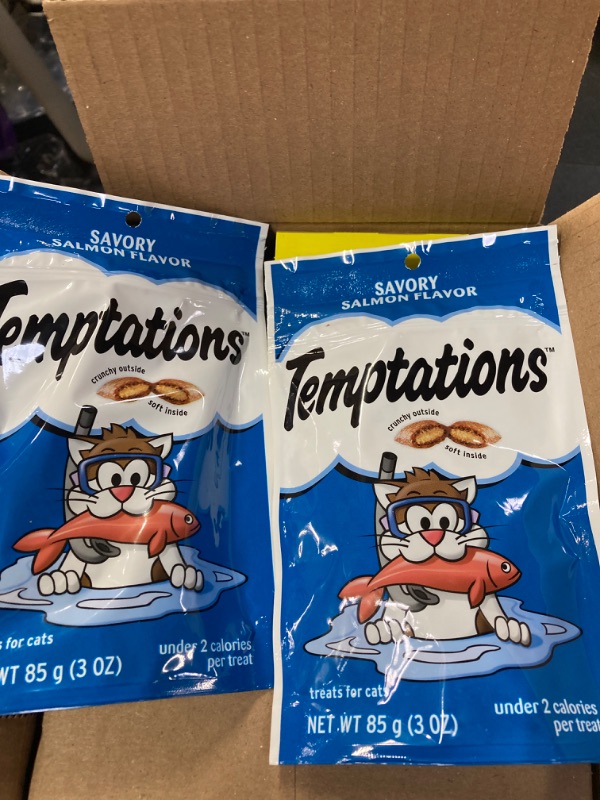 SAVORY
SALMON FLAVOR
emptations™
crunchy outside
soft inside
for cats
WT 85 g (3 OZ)
under 2 calories
per treat
SAVORY
SALMON FLAVOR
Temptations™
crunchy outside
soft inside
treats for cats
NET WT 85 g (3 OZ)
under 2 calories
per treat